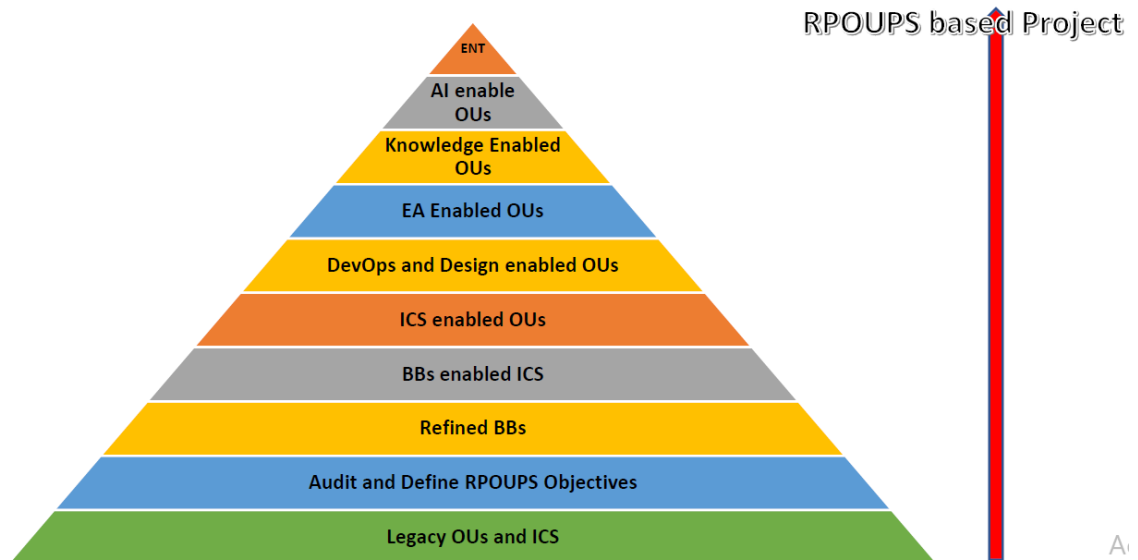 RPOUPS based Project
ENT
AI enable
OUs
Knowledge Enabled
OUs
EA Enabled OUs
DevOps and Design enabled OUs
ICS enabled OUs
BBs enabled ICS
Refined BBs
Audit and Define RPOUPS Objectives
Legacy OUs and ICS